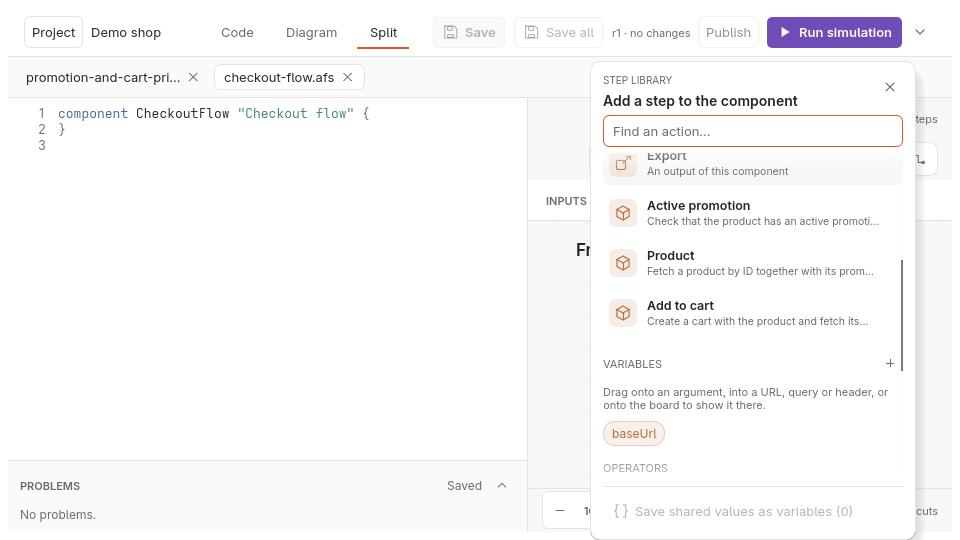 Project
Demo shop
Code
Diagram
Split
Save
Save all
r1 · no changes
Publish
Run simulation
promotion-and-cart-pri...
checkout-flow.afs
1 component CheckoutFlow "Checkout flow" {
2 }
3
PROBLEMS
Saved
No problems.
INPUTS
STEP LIBRARY
Add a step to the component
Find an action...
Export
An output of this component
Active promotion
Check that the product has an active promoti...
Product
Fetch a product by ID together with its prom...
Add to cart
Create a cart with the product and fetch its...
VARIABLES
Drag onto an argument, into a URL, query or header, or
onto the board to show it there.
baseUrl
OPERATORS
Save shared values as variables (0)